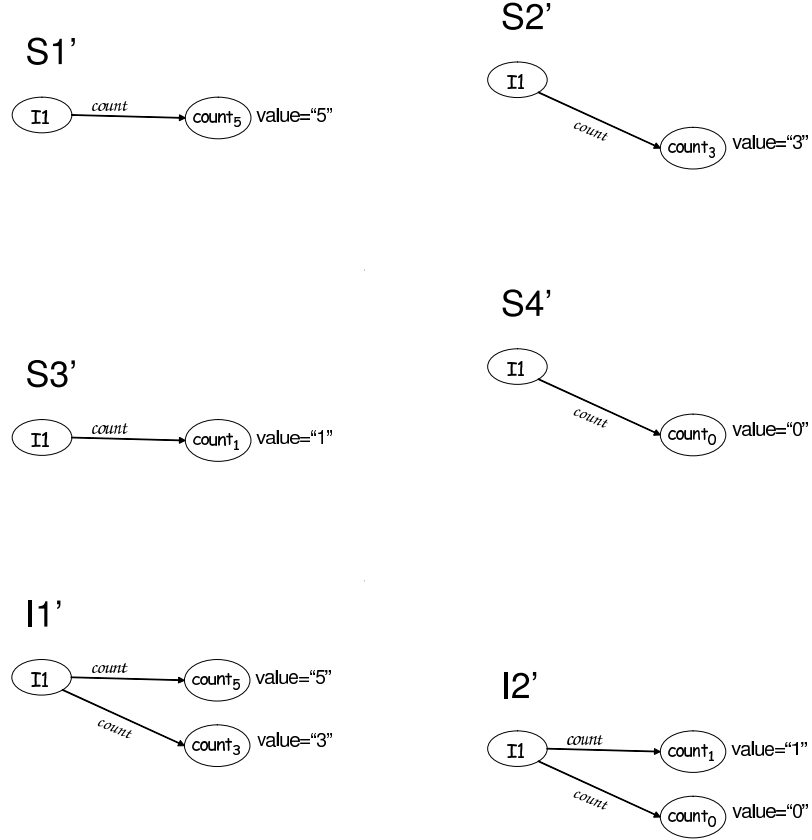 S1’
I1 count count5 value=“5”
S2’
I1 count count3 value=“3”
S3’
I1 count count1 value=“1”
S4’
I1 count count0 value=“0”
I1’
I1 count count5 value=“5”
count count3 value=“3”
I2’
I1 count count1 value=“1”
count count0 value=“0”